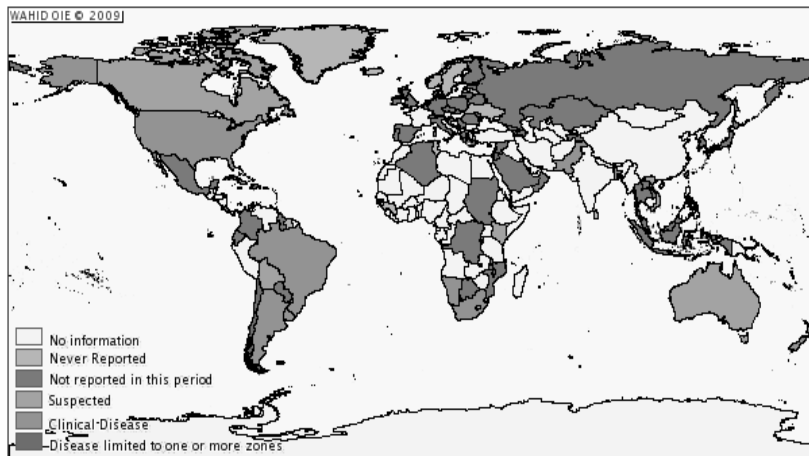 WAHID OIE © 2009
No information
Never Reported
Not reported in this period
Suspected
Clinical Disease
Disease limited to one or more zones